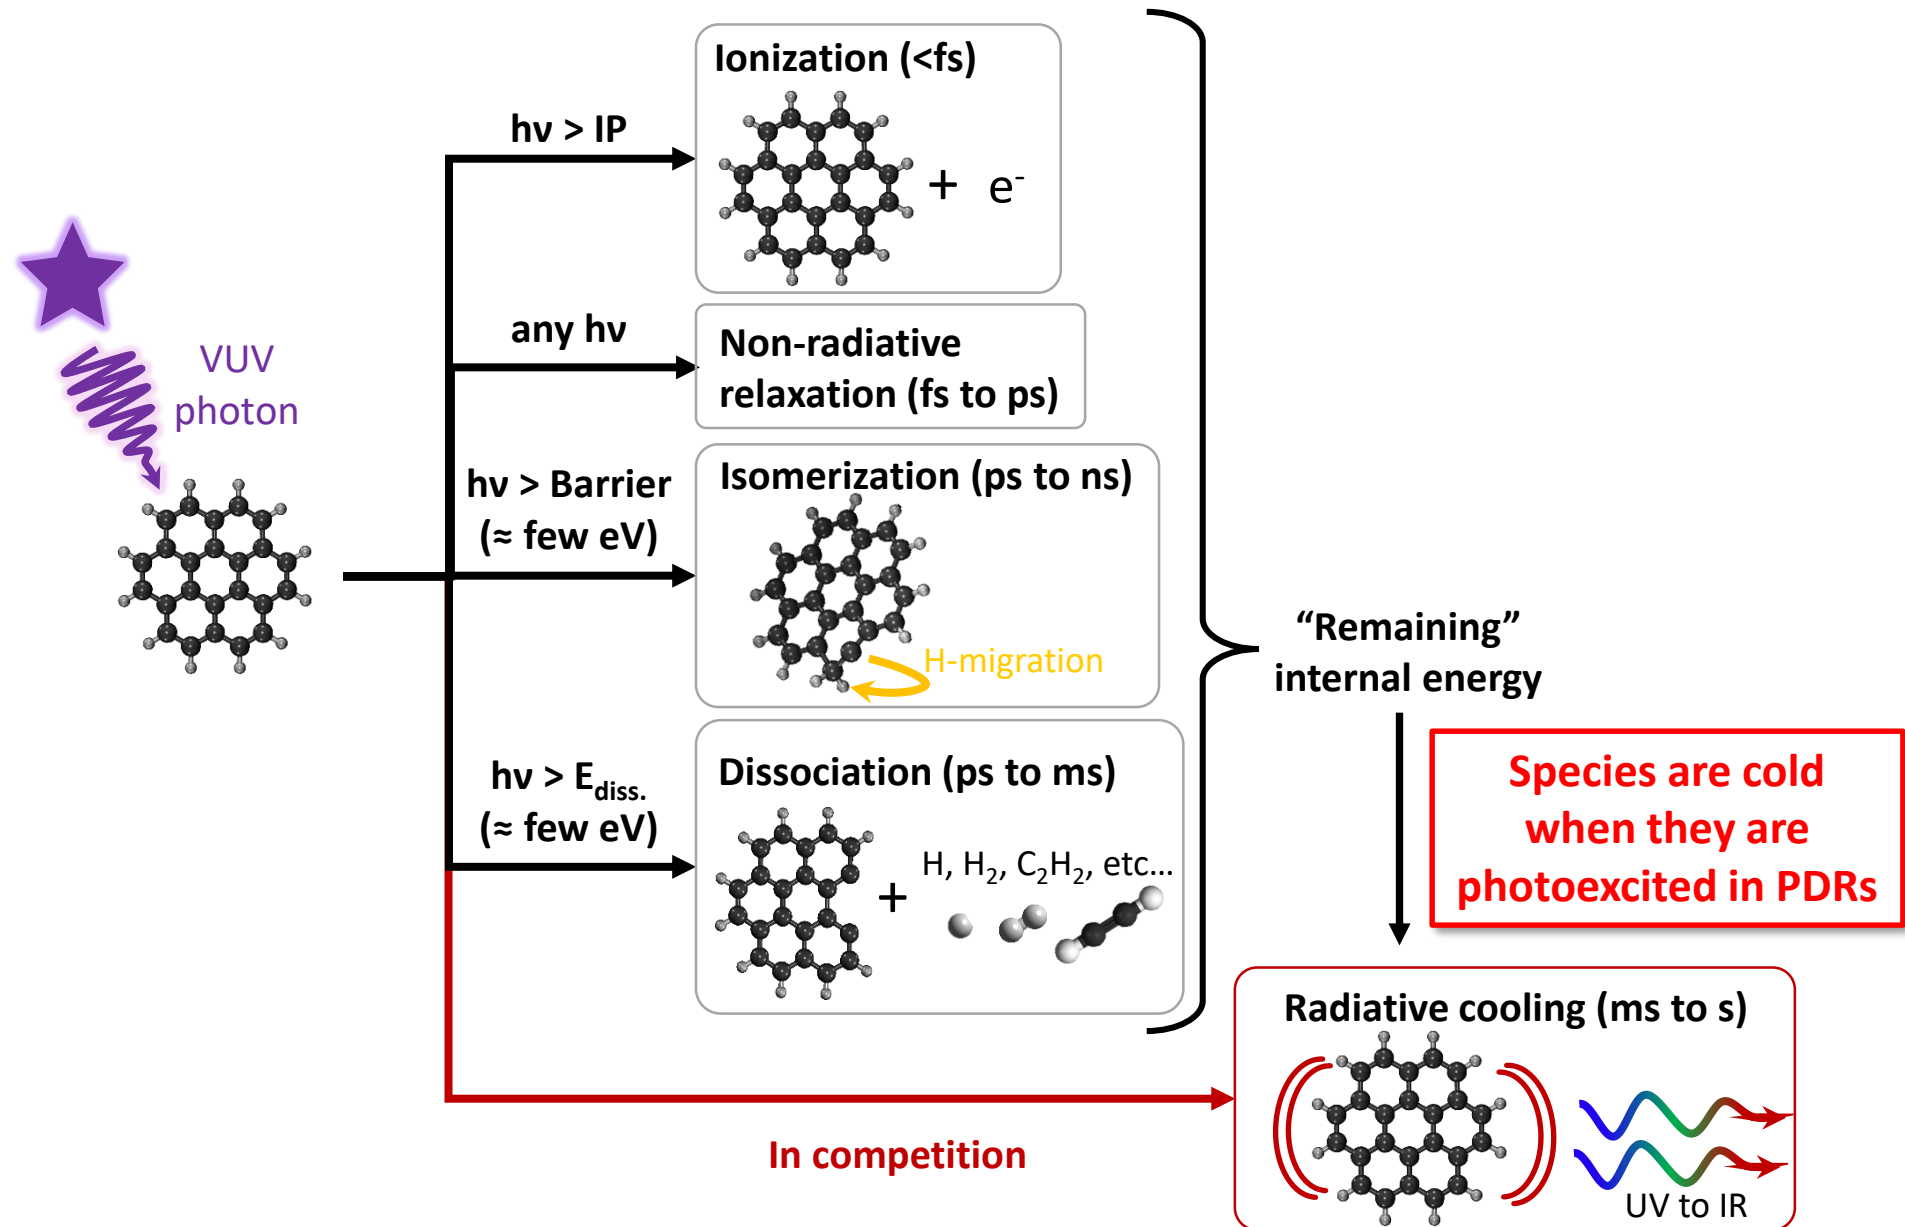 Ionization (<fs)
hν > IP
+ e⁻
VUV
photon
any hν
Non-radiative
relaxation (fs to ps)
hν > Barrier
(≈ few eV)
Isomerization (ps to ns)
H-migration
hν > E_diss.
(≈ few eV)
Dissociation (ps to ms)
H, H₂, C₂H₂, etc...
+
“Remaining”
internal energy
Species are cold
when they are
photoexcited in PDRs
Radiative cooling (ms to s)
UV to IR
In competition